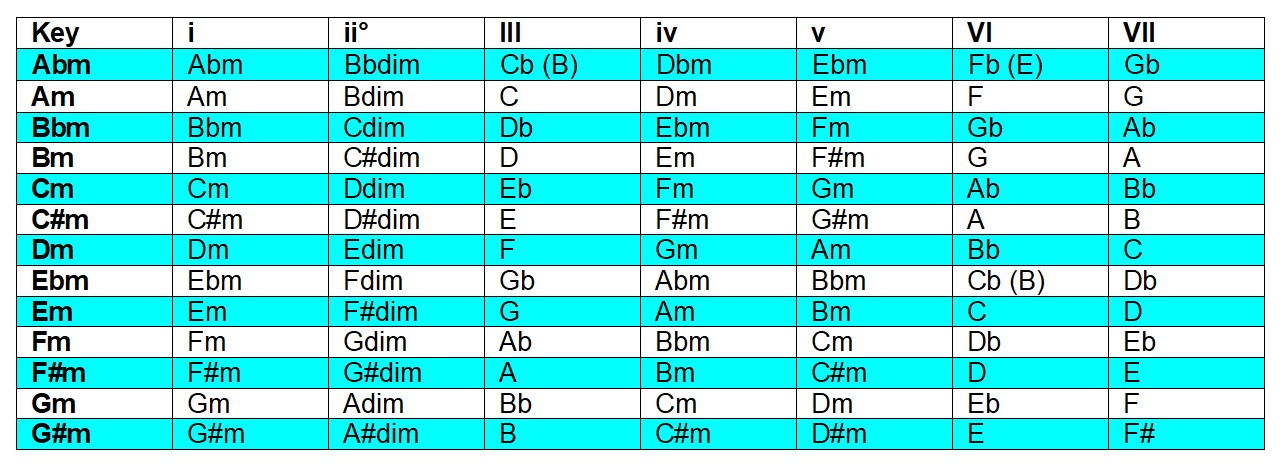 Key i ii° III iv v VI VII
Abm Abm Bbdim Cb (B) Dbm Ebm Fb (E) Gb
Am Am Bdim C Dm Em F G
Bbm Bbm Cdim Db Ebm Fm Gb Ab
Bm Bm C#dim D Em F#m G A
Cm Cm Ddim Eb Fm Gm Ab Bb
C#m C#m D#dim E F#m G#m A B
Dm Dm Edim F Gm Am Bb C
Ebm Ebm Fdim Gb Abm Bbm Cb (B) Db
Em Em F#dim G Am Bm C D
Fm Fm Gdim Ab Bbm Cm Db Eb
F#m F#m G#dim A Bm C#m D E
Gm Gm Adim Bb Cm Dm Eb F
G#m G#m A#dim B C#m D#m E F#